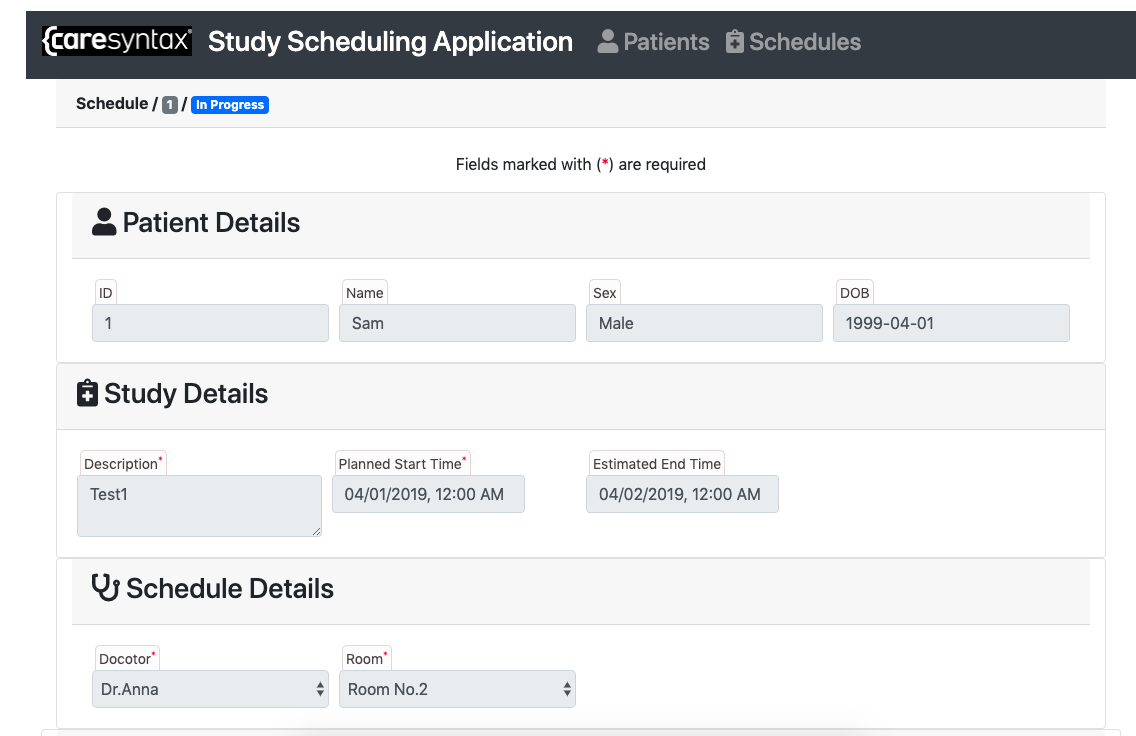 {caresyntax® Study Scheduling Application Patients Schedules
Schedule / 1 / In Progress
Fields marked with (*) are required
Patient Details
ID Name Sex DOB
1 Sam Male 1999-04-01
Study Details
Description* Planned Start Time* Estimated End Time
Test1 04/01/2019, 12:00 AM 04/02/2019, 12:00 AM
Schedule Details
Docotor* Room*
Dr.Anna Room No.2